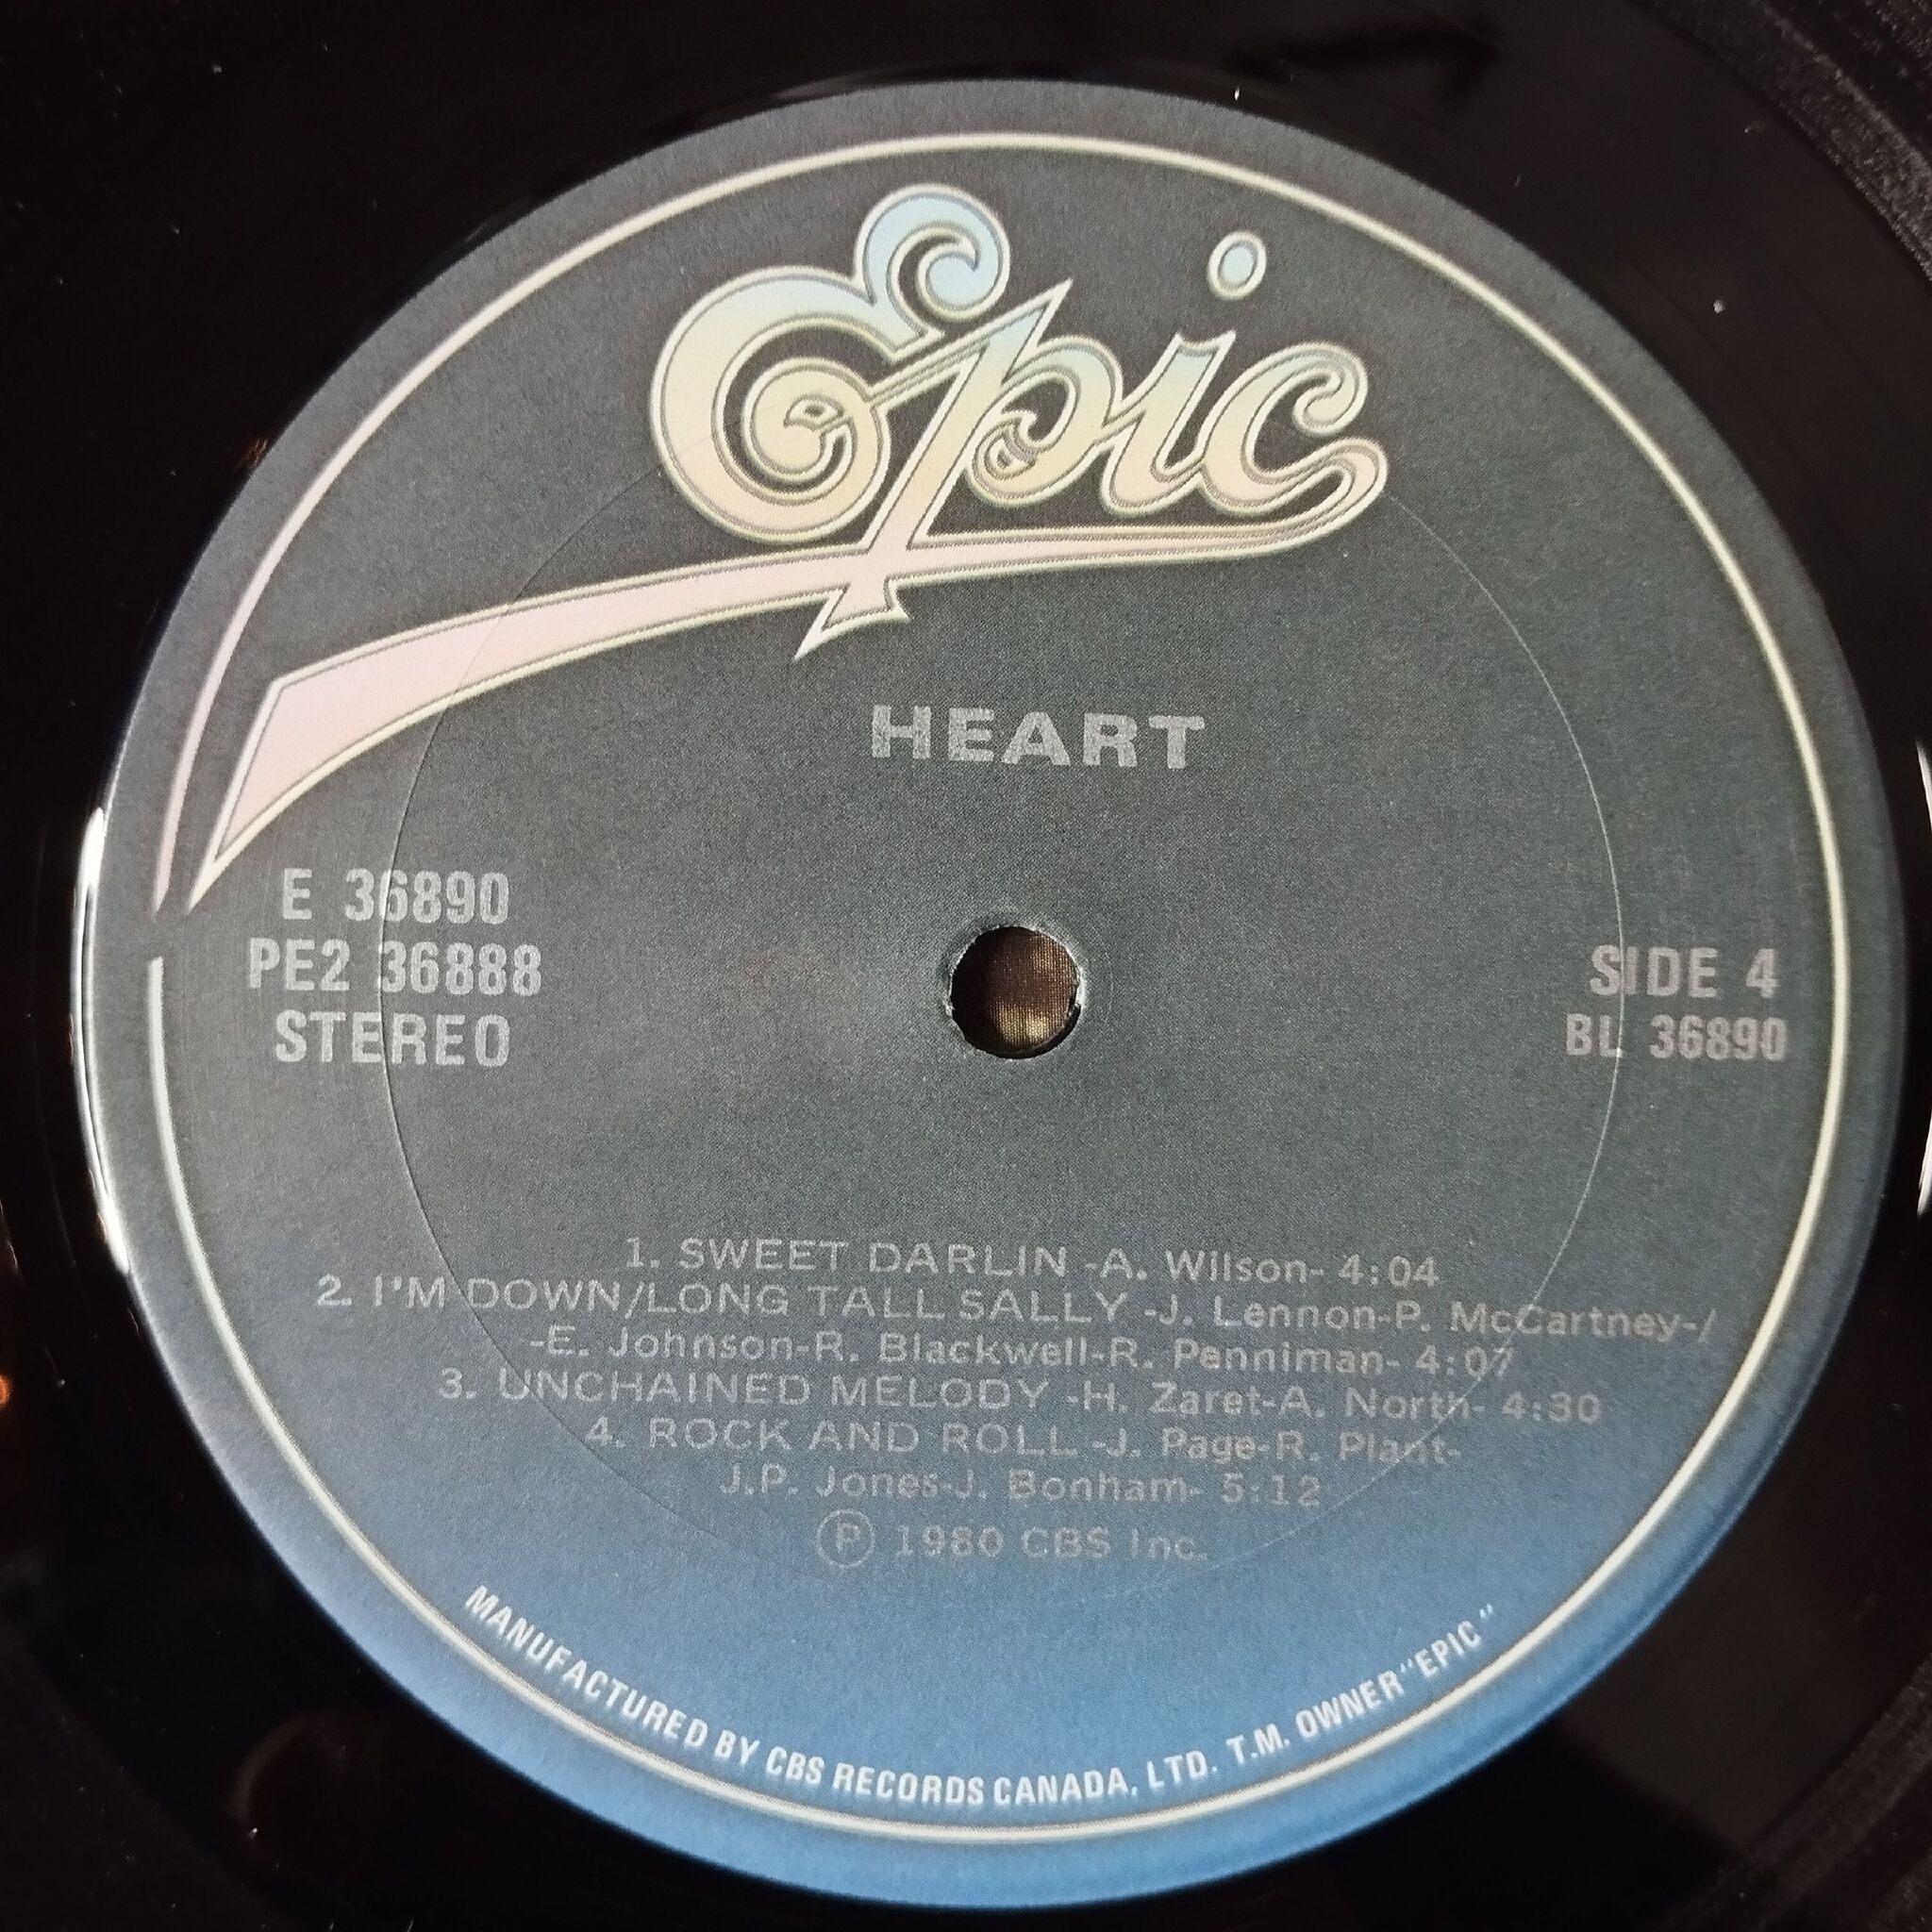 Epic
HEART
E 36890
PE2 36888
STEREO
SIDE 4
BL 36890
1. SWEET DARLIN -A. Wilson- 4:04
2. I'M DOWN/LONG TALL SALLY -J. Lennon-P. McCartney-/
-E. Johnson-R. Blackwell-R. Penniman- 4:07
3. UNCHAINED MELODY -H. Zaret-A. North- 4:30
4. ROCK AND ROLL -J. Page-R. Plant-
J.P. Jones-J. Bonham- 5:12
Ⓟ 1980 CBS Inc.
MANUFACTURED BY CBS RECORDS CANADA, LTD. T.M. OWNER "EPIC"